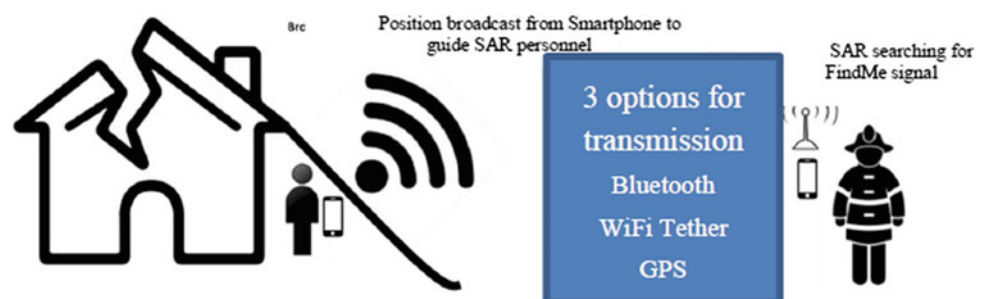 Brc
Position broadcast from Smartphone to
guide SAR personnel
SAR searching for
FindMe signal
3 options for
transmission
Bluetooth
WiFi Tether
GPS